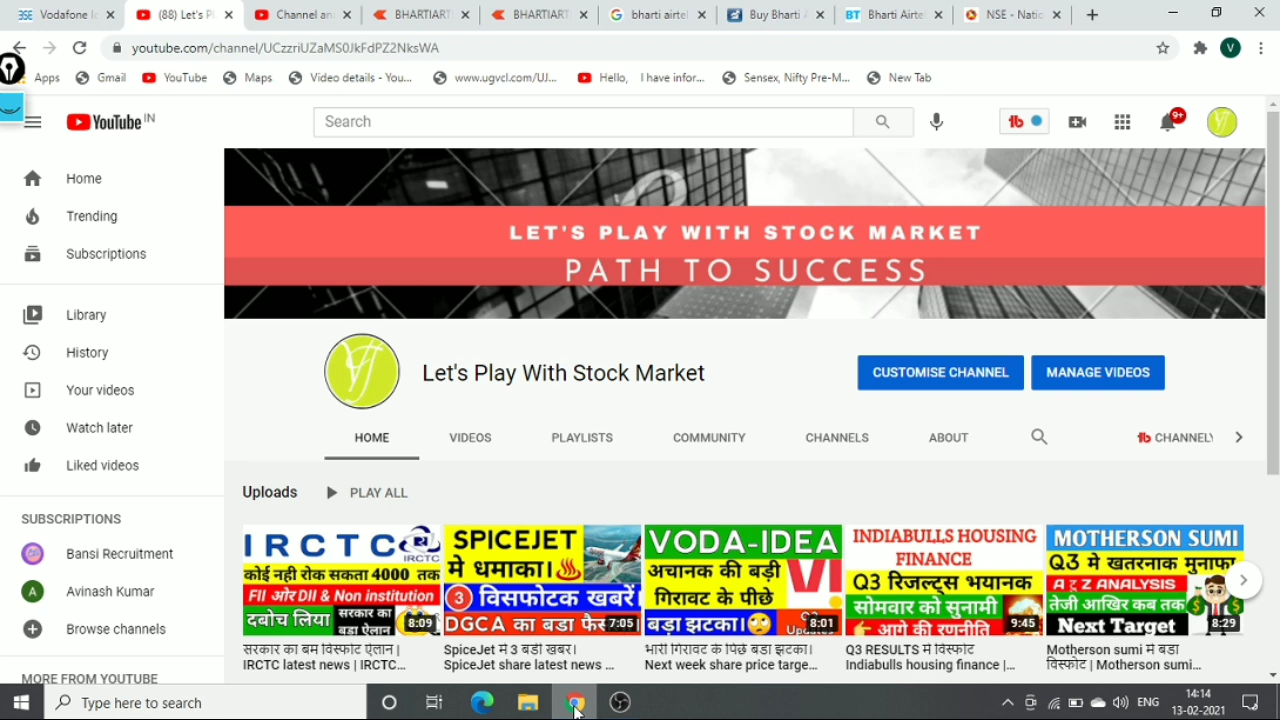 Vodafone Ic
(88) Let's Pl
Channel an
BHARTIARTI
BHARTIARTI
bharti airtel
Buy Bharti A
Bharti Airtel
NSE - Natio
youtube.com/channel/UCzzriUZaMS0JkFdPZ2NksWA
Apps
Gmail
YouTube
Maps
Video details - You...
www.ugvcl.com/UJ...
Hello, I have infor...
Sensex, Nifty Pre-M...
New Tab
YouTube IN
Search
9+
Home
Trending
Subscriptions
Library
History
Your videos
Watch later
Liked videos
SUBSCRIPTIONS
Bansi Recruitment
Avinash Kumar
Browse channels
MORE FROM YOUTUBE
LET'S PLAY WITH STOCK MARKET
PATH TO SUCCESS
Let's Play With Stock Market
CUSTOMISE CHANNEL
MANAGE VIDEOS
HOME
VIDEOS
PLAYLISTS
COMMUNITY
CHANNELS
ABOUT
CHANNELY
Uploads
PLAY ALL
IRCTC
IRCTC
कोई नही रोक सकता 4000 तक
FII और DII & Non institution
दबोच लिया
सरकार का
बडा ऐलान
8:09
सरकार का बम विस्फोट ऐलान |
IRCTC latest news | IRCTC...
SPICEJET
मे धमाका।
3 विसफोटक खबरें।
DGCA का बडा फैस
7:05
SpiceJet में 3 बड़ी खबर।
SpiceJet share latest news ...
VODA-IDEA
अचानक की बड़ी
गिरावट के पीछे
बड़ा झटका।
Q3
Updates
8:01
भारी गिरावट के पिछे बडा झटका।
Next week share price targe...
INDIABULLS HOUSING
FINANCE
Q3 रिजल्ट्स भयानक
सोमवार को सुनामी
आगे की रणनीति
9:45
Q3 RESULTS में विस्फोट
Indiabulls housing finance |...
MOTHERSON SUMI
Q3 मे खतरनाक मुनाफा
A टू Z ANALYSIS
तेजी आखिर कब तक
Next Target
8:29
Motherson sumi में बडा
विस्फोट | Motherson sumi...
Type here to search
ENG
14:14
13-02-2021